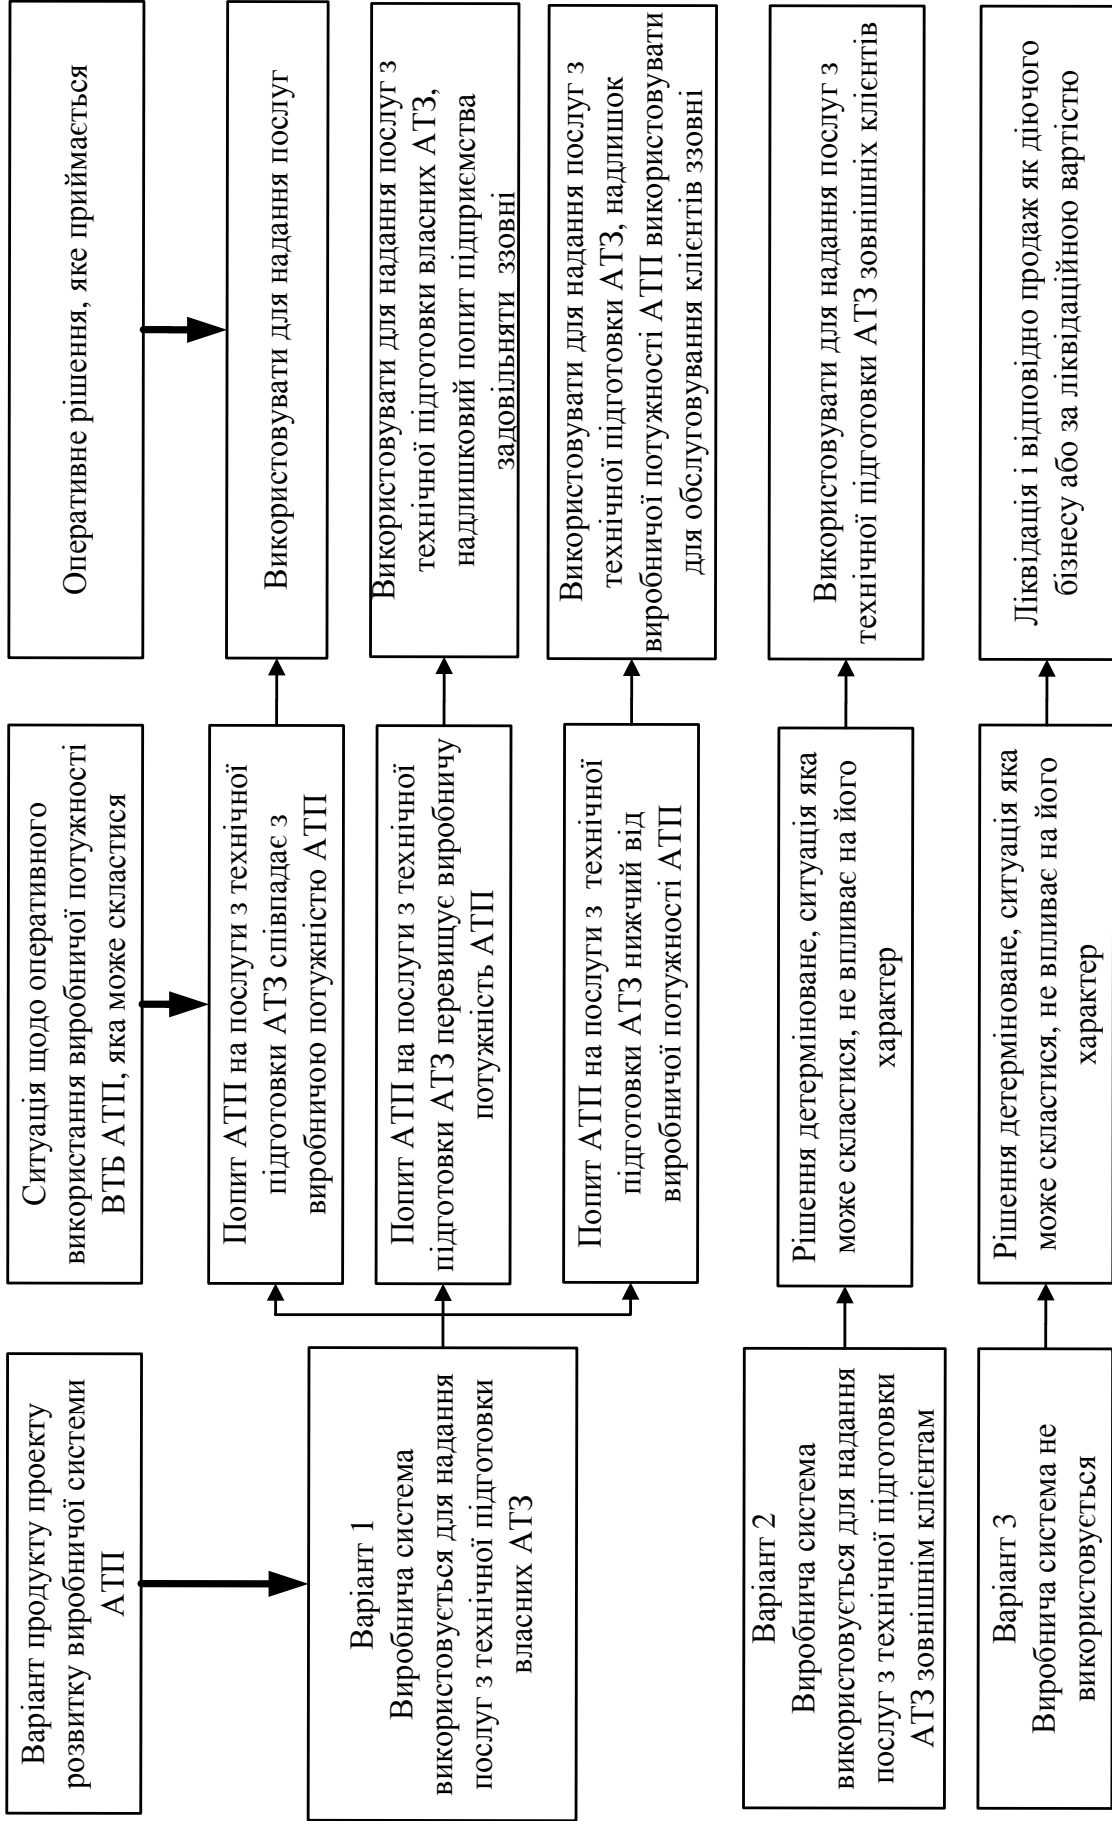 Варіант продукту проекту
розвитку виробничої системи
АТП
Ситуація щодо оперативного
використання виробничої потужності
ВТБ АТП, яка може скластися
Оперативне рішення, яке приймається
Варіант 1
Виробнича система
використовується для надання
послуг з технічної підготовки
власних АТЗ
Попит АТП на послуги з технічної
підготовки АТЗ співпадає з
виробничою потужністю АТП
Використовувати для надання послуг
Попит АТП на послуги з технічної
підготовки АТЗ перевищує виробничу
потужність АТП
Використовувати для надання послуг з
технічної підготовки власних АТЗ,
надлишковий попит підприємства
задовільняти ззовні
Попит АТП на послуги з технічної
підготовки АТЗ нижчий від
виробничої потужності АТП
Використовувати для надання послуг з
технічної підготовки АТЗ, надлишок
виробничої потужності АТП використовувати
для обслуговування клієнтів ззовні
Варіант 2
Виробнича система
використовується для надання
послуг з технічної підготовки
АТЗ зовнішнім клієнтам
Рішення детерміноване, ситуація яка
може скластися, не впливає на його
характер
Використовувати для надання послуг з
технічної підготовки АТЗ зовнішніх клієнтів
Варіант 3
Виробнича система не
використовується
Рішення детерміноване, ситуація яка
може скластися, не впливає на його
характер
Ліквідація і відповідно продаж як діючого
бізнесу або за ліквідаційною вартістю